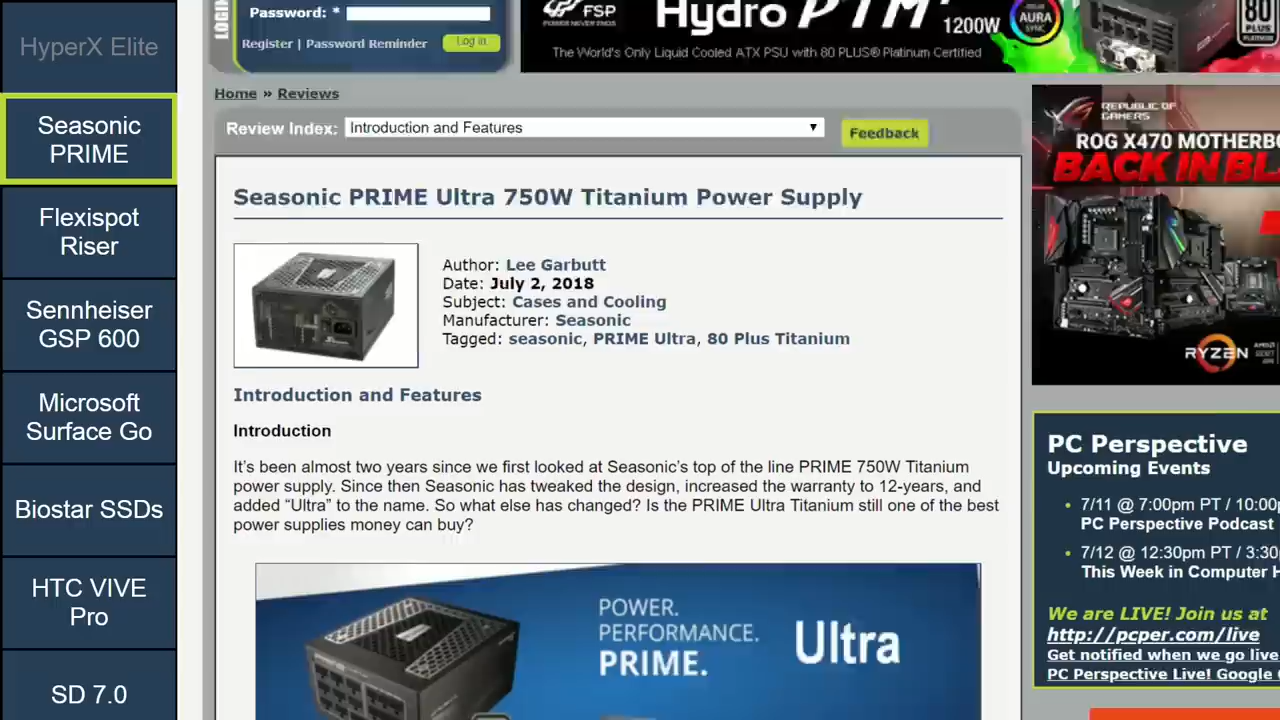 HyperX Elite
Seasonic
PRIME
Flexispot
Riser
Sennheiser
GSP 600
Microsoft
Surface Go
Biostar SSDs
HTC VIVE
Pro
SD 7.0
LOGIN
Password: *
Register | Password Reminder
Log in
FSP
POWER NEVER ENDS
Hydro PTM
1200W
The World's Only Liquid Cooled ATX PSU with 80 PLUS® Platinum Certified
AURA
SYNC
80
PLUS
PLATINUM
Home » Reviews
Review Index:
Introduction and Features
Feedback
Seasonic PRIME Ultra 750W Titanium Power Supply
Author: Lee Garbutt
Date: July 2, 2018
Subject: Cases and Cooling
Manufacturer: Seasonic
Tagged: seasonic, PRIME Ultra, 80 Plus Titanium
Introduction and Features
Introduction
It's been almost two years since we first looked at Seasonic's top of the line PRIME 750W Titanium
power supply. Since then Seasonic has tweaked the design, increased the warranty to 12-years, and
added “Ultra” to the name. So what else has changed? Is the PRIME Ultra Titanium still one of the best
power supplies money can buy?
POWER.
PERFORMANCE.
PRIME.
Ultra
REPUBLIC OF
GAMERS
ROG X470 MOTHERBO
BACK IN BL
RYZEN
PC Perspective
Upcoming Events
• 7/11 @ 7:00pm PT / 10:00p
PC Perspective Podcast
• 7/12 @ 12:30pm PT / 3:30
This Week in Computer H
We are LIVE! Join us at
http://pcper.com/live
Get notified when we go live
PC Perspective Live! Google C